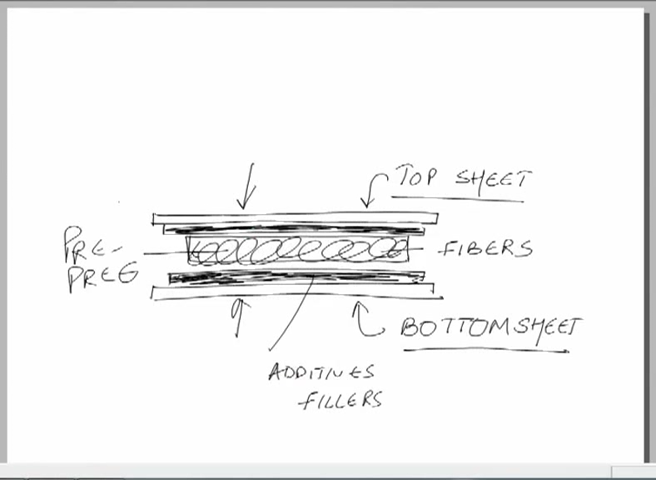 TOP SHEET
PRE-
PREG
FIBERS
BOTTOMSHEET
ADDITIVES
FILLERS